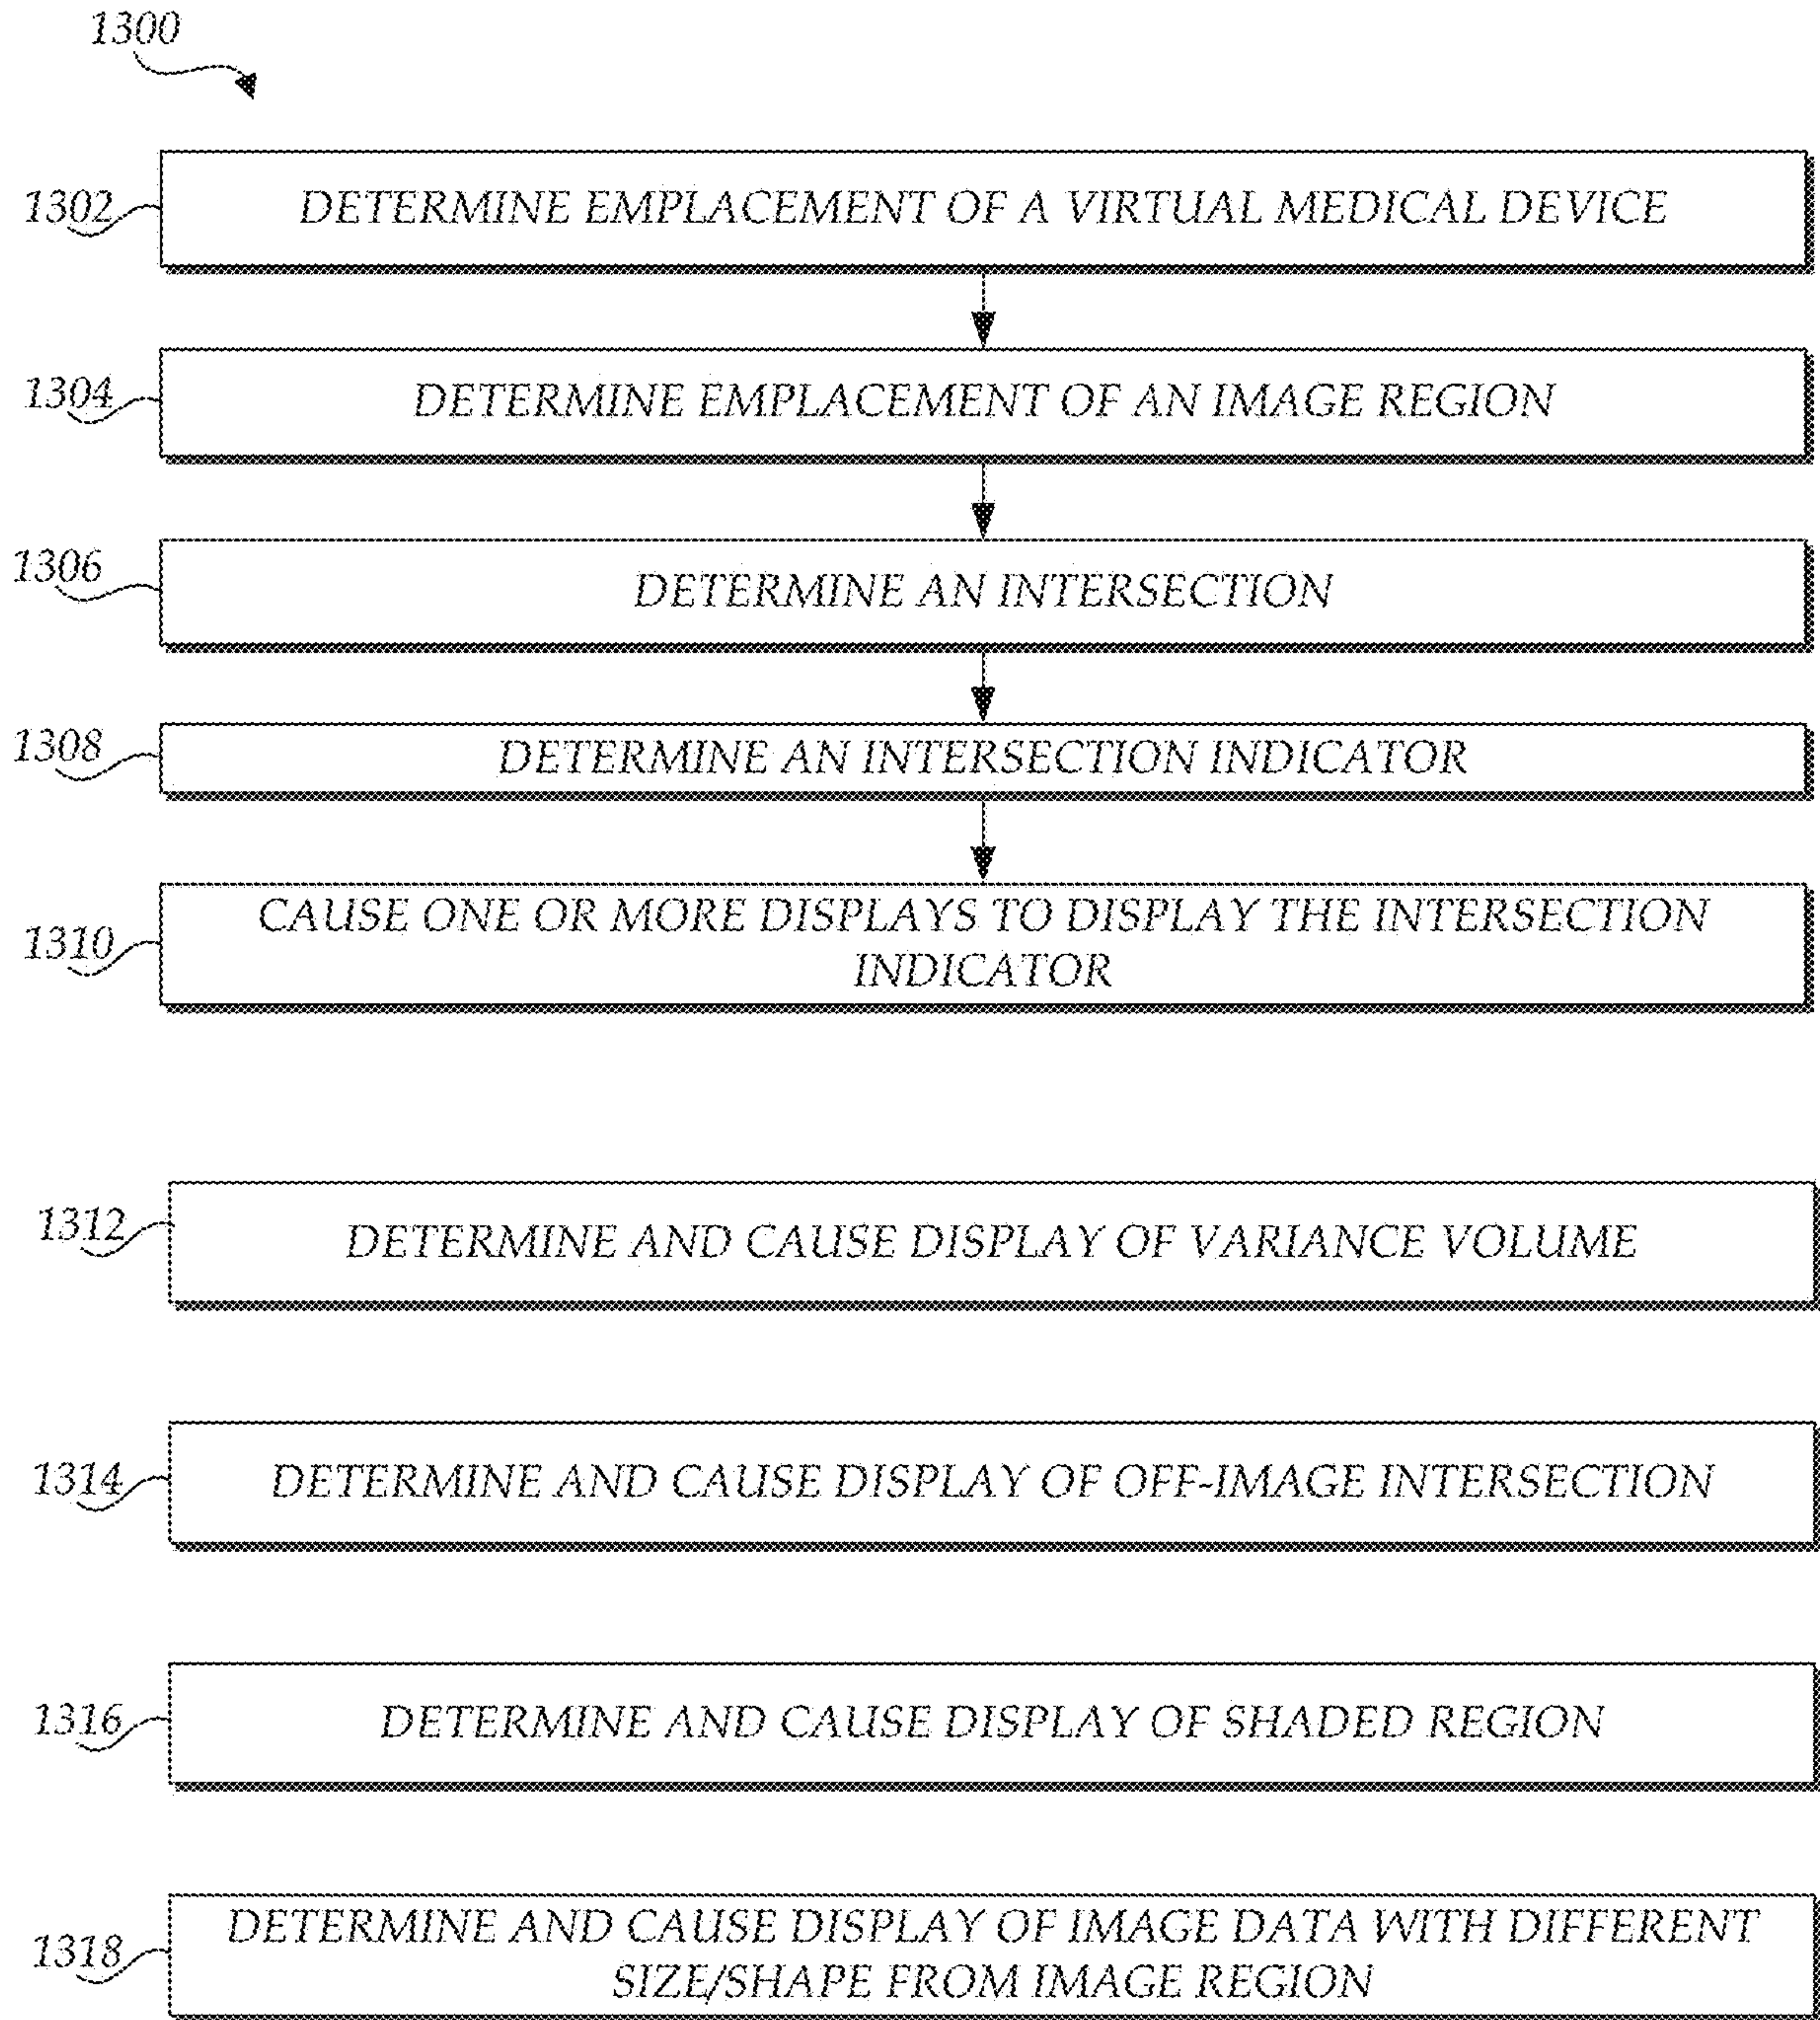 1300
1302
DETERMINE EMPLACEMENT OF A VIRTUAL MEDICAL DEVICE
1304
DETERMINE EMPLACEMENT OF AN IMAGE REGION
1306
DETERMINE AN INTERSECTION
1308
DETERMINE AN INTERSECTION INDICATOR
1310
CAUSE ONE OR MORE DISPLAYS TO DISPLAY THE INTERSECTION
INDICATOR
1312
DETERMINE AND CAUSE DISPLAY OF VARIANCE VOLUME
1314
DETERMINE AND CAUSE DISPLAY OF OFF-IMAGE INTERSECTION
1316
DETERMINE AND CAUSE DISPLAY OF SHADED REGION
1318
DETERMINE AND CAUSE DISPLAY OF IMAGE DATA WITH DIFFERENT
SIZE/SHAPE FROM IMAGE REGION